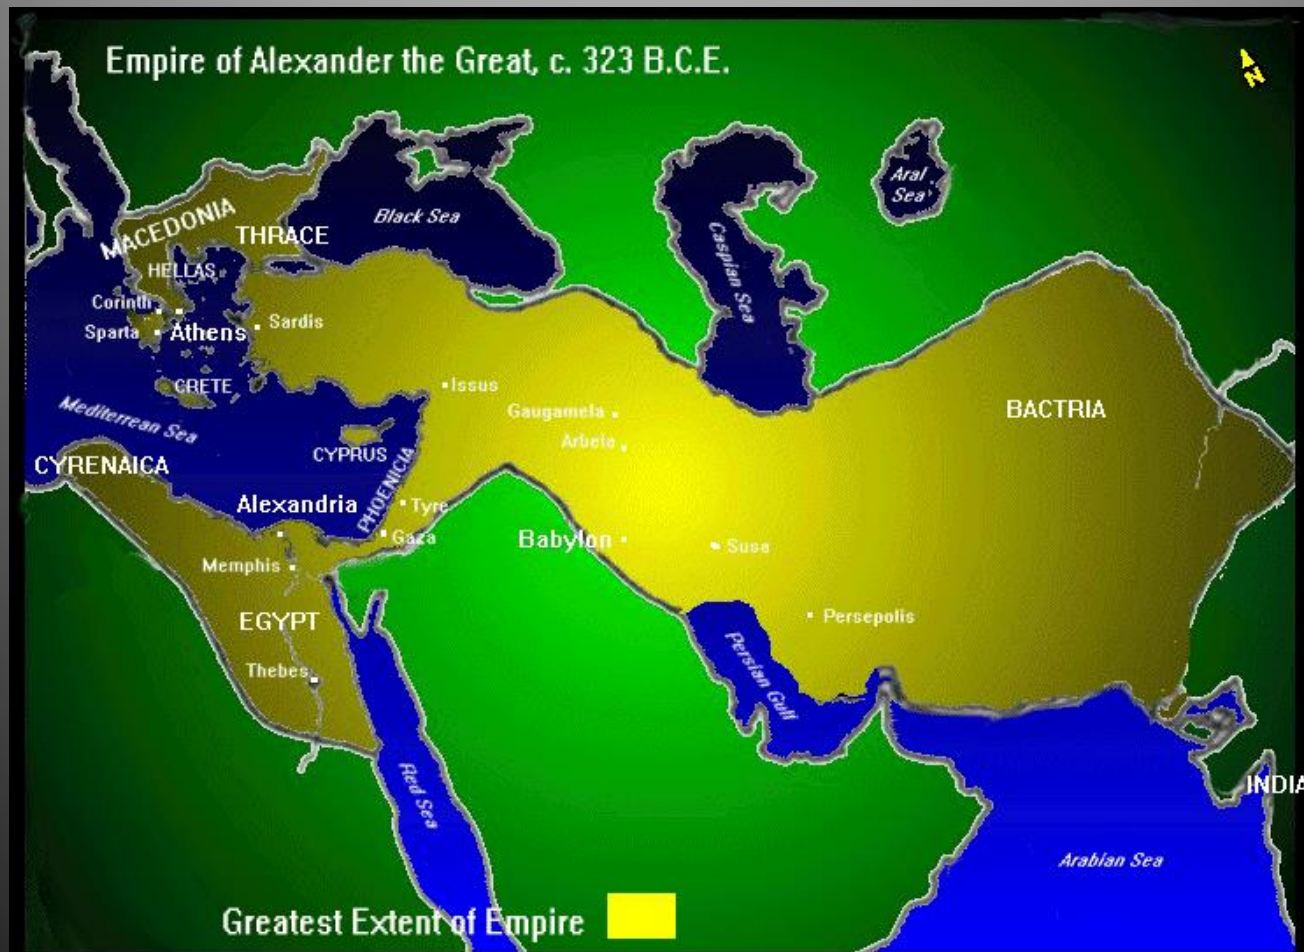 Empire of Alexander the Great, c. 323 B.C.E.
N
Aral
Sea
MACEDONIA
Black Sea
THRACE
Caspian Sea
HELLAS
Corinth
Sparta
Athens
Sardis
CRETE
Issus
Mediterrean Sea
Gaugamela
BACTRIA
Arbela
CYPRUS
CYRENAICA
PHOENICIA
Alexandria
Tyre
Gaza
Babylon
Susa
Memphis
EGYPT
Persepolis
Thebes
Persian Gulf
Red Sea
INDIA
Arabian Sea
Greatest Extent of Empire